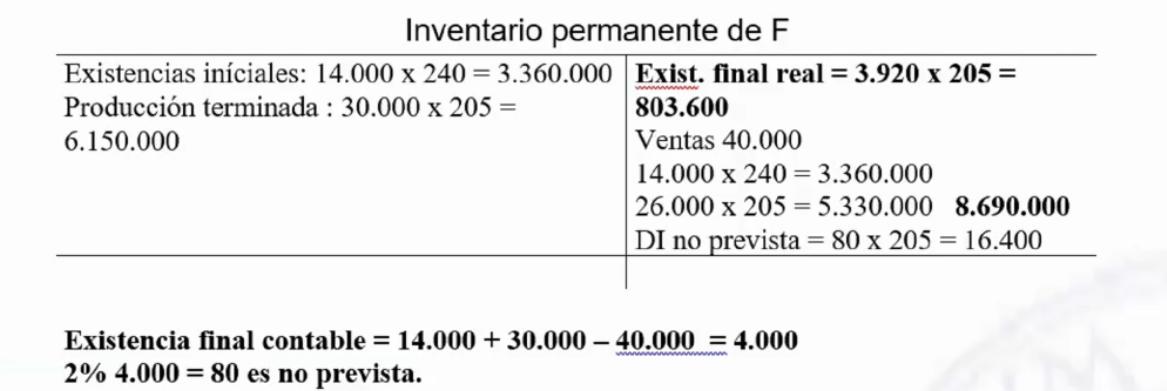 Inventario permanente de F
Existencias iníciales: 14.000 x 240 = 3.360.000
Producción terminada : 30.000 x 205 =
6.150.000
Exist. final real = 3.920 x 205 =
803.600
Ventas 40.000
14.000 x 240 = 3.360.000
26.000 x 205 = 5.330.000 8.690.000
DI no prevista = 80 x 205 = 16.400
Existencia final contable = 14.000 + 30.000 – 40.000 = 4.000
2% 4.000 = 80 es no prevista.